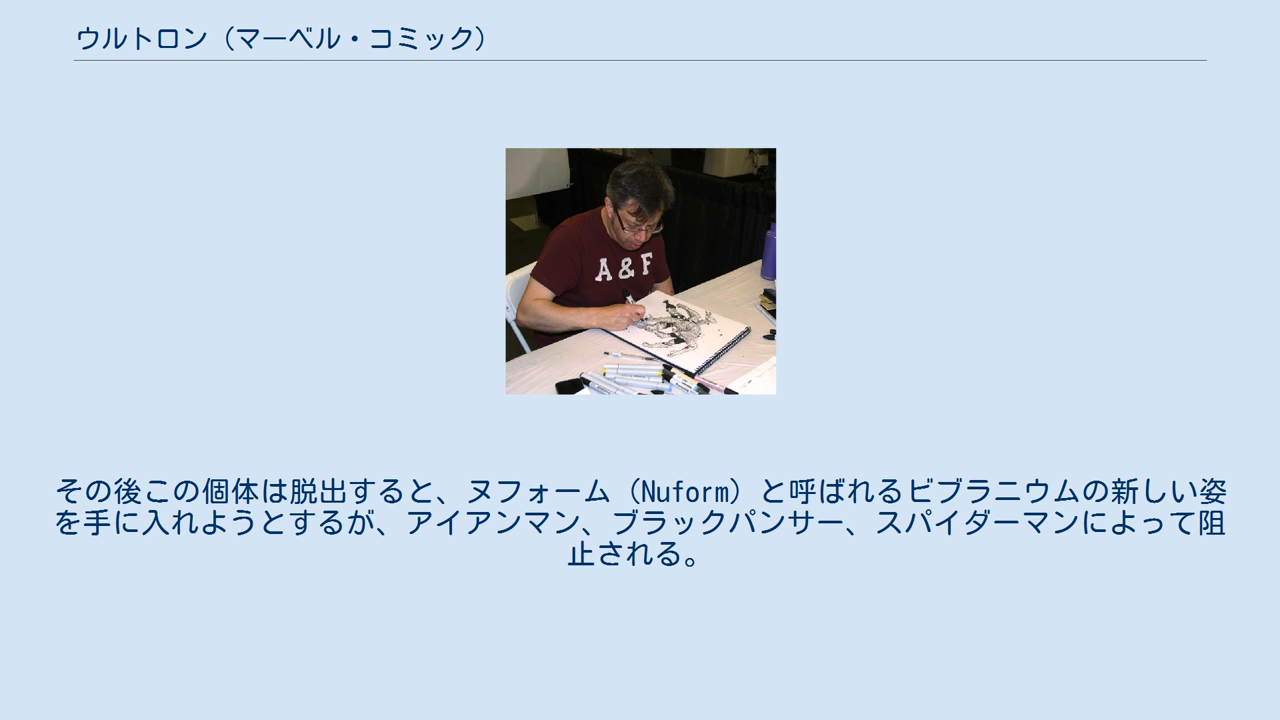 ウルトロン（マーベル・コミック）
A & F
その後この個体は脱出すると、ヌフォーム（Nuform）と呼ばれるビブラニウムの新しい姿
を手に入れようとするが、アイアンマン、ブラックパンサー、スパイダーマンによって阻
止される。